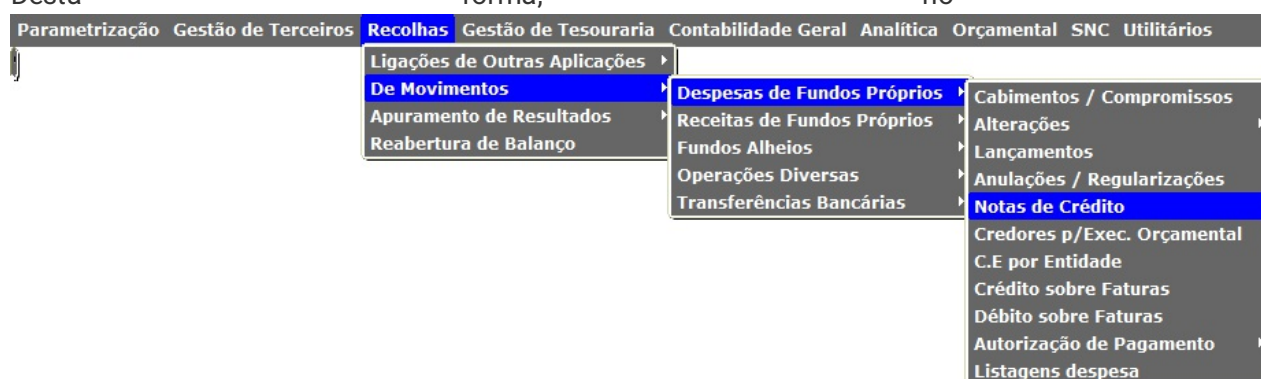 Desta forma, no
Parametrização Gestão de Terceiros Recolhas Gestão de Tesouraria Contabilidade Geral Analítica Orçamental SNC Utilitários
Ligações de Outras Aplicações
De Movimentos
Apuramento de Resultados
Reabertura de Balanço
Despesas de Fundos Próprios
Receitas de Fundos Próprios
Fundos Alheios
Operações Diversas
Transferências Bancárias
Cabimentos / Compromissos
Alterações
Lançamentos
Anulações / Regularizações
Notas de Crédito
Credores p/Exec. Orçamental
C.E por Entidade
Crédito sobre Faturas
Débito sobre Faturas
Autorização de Pagamento
Listagens despesa